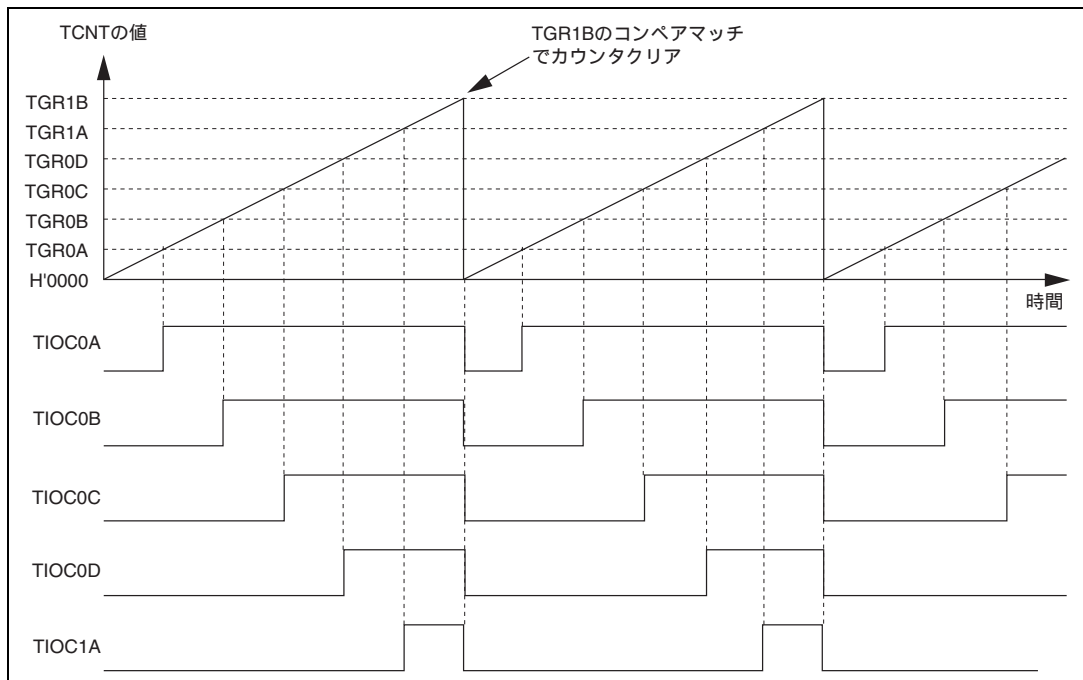 TCNTの値
TGR1Bのコンペアマッチ
でカウンタクリア
TGR1B
TGR1A
TGR0D
TGR0C
TGR0B
TGR0A
H'0000
時間
TIOC0A
TIOC0B
TIOC0C
TIOC0D
TIOC1A